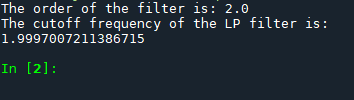 The order of the filter is: 2.0
The cutoff frequency of the LP filter is:
1.9997007211386715
In [2]: